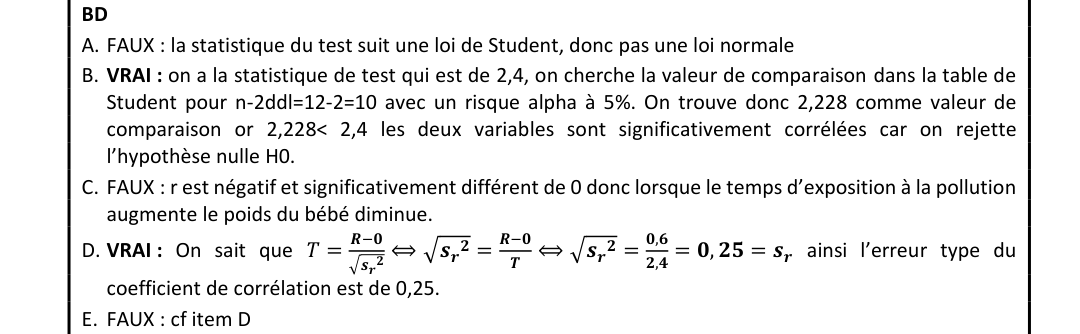 BD
A. FAUX : la statistique du test suit une loi de Student, donc pas une loi normale
B. VRAI : on a la statistique de test qui est de 2,4, on cherche la valeur de comparaison dans la table de
Student pour n-2ddl=12-2=10 avec un risque alpha à 5%. On trouve donc 2,228 comme valeur de
comparaison or 2,228< 2,4 les deux variables sont significativement corrélées car on rejette
l’hypothèse nulle H0.
C. FAUX : r est négatif et significativement différent de 0 donc lorsque le temps d’exposition à la pollution
augmente le poids du bébé diminue.
D. VRAI : On sait que T = (R−0)/√(sᵣ²) ⟺ √(sᵣ²) = (R−0)/T ⟺ √(sᵣ²) = 0,6/2,4 = 0,25 = sᵣ ainsi l’erreur type du
coefficient de corrélation est de 0,25.
E. FAUX : cf item D